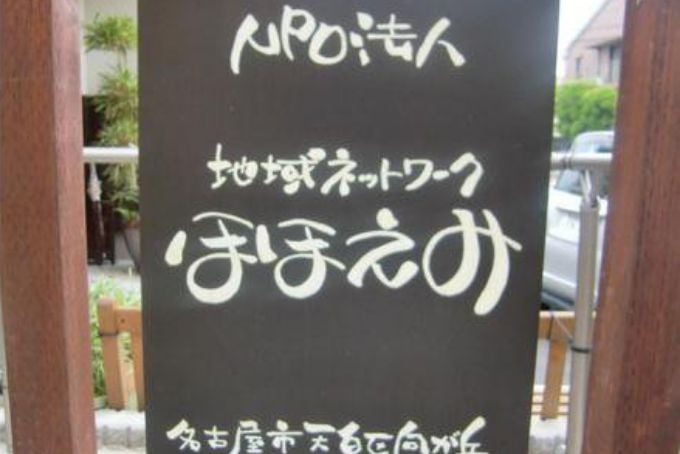 NPO法人
地域ネットワーク
ほほえみ
名古屋市天白区向が丘